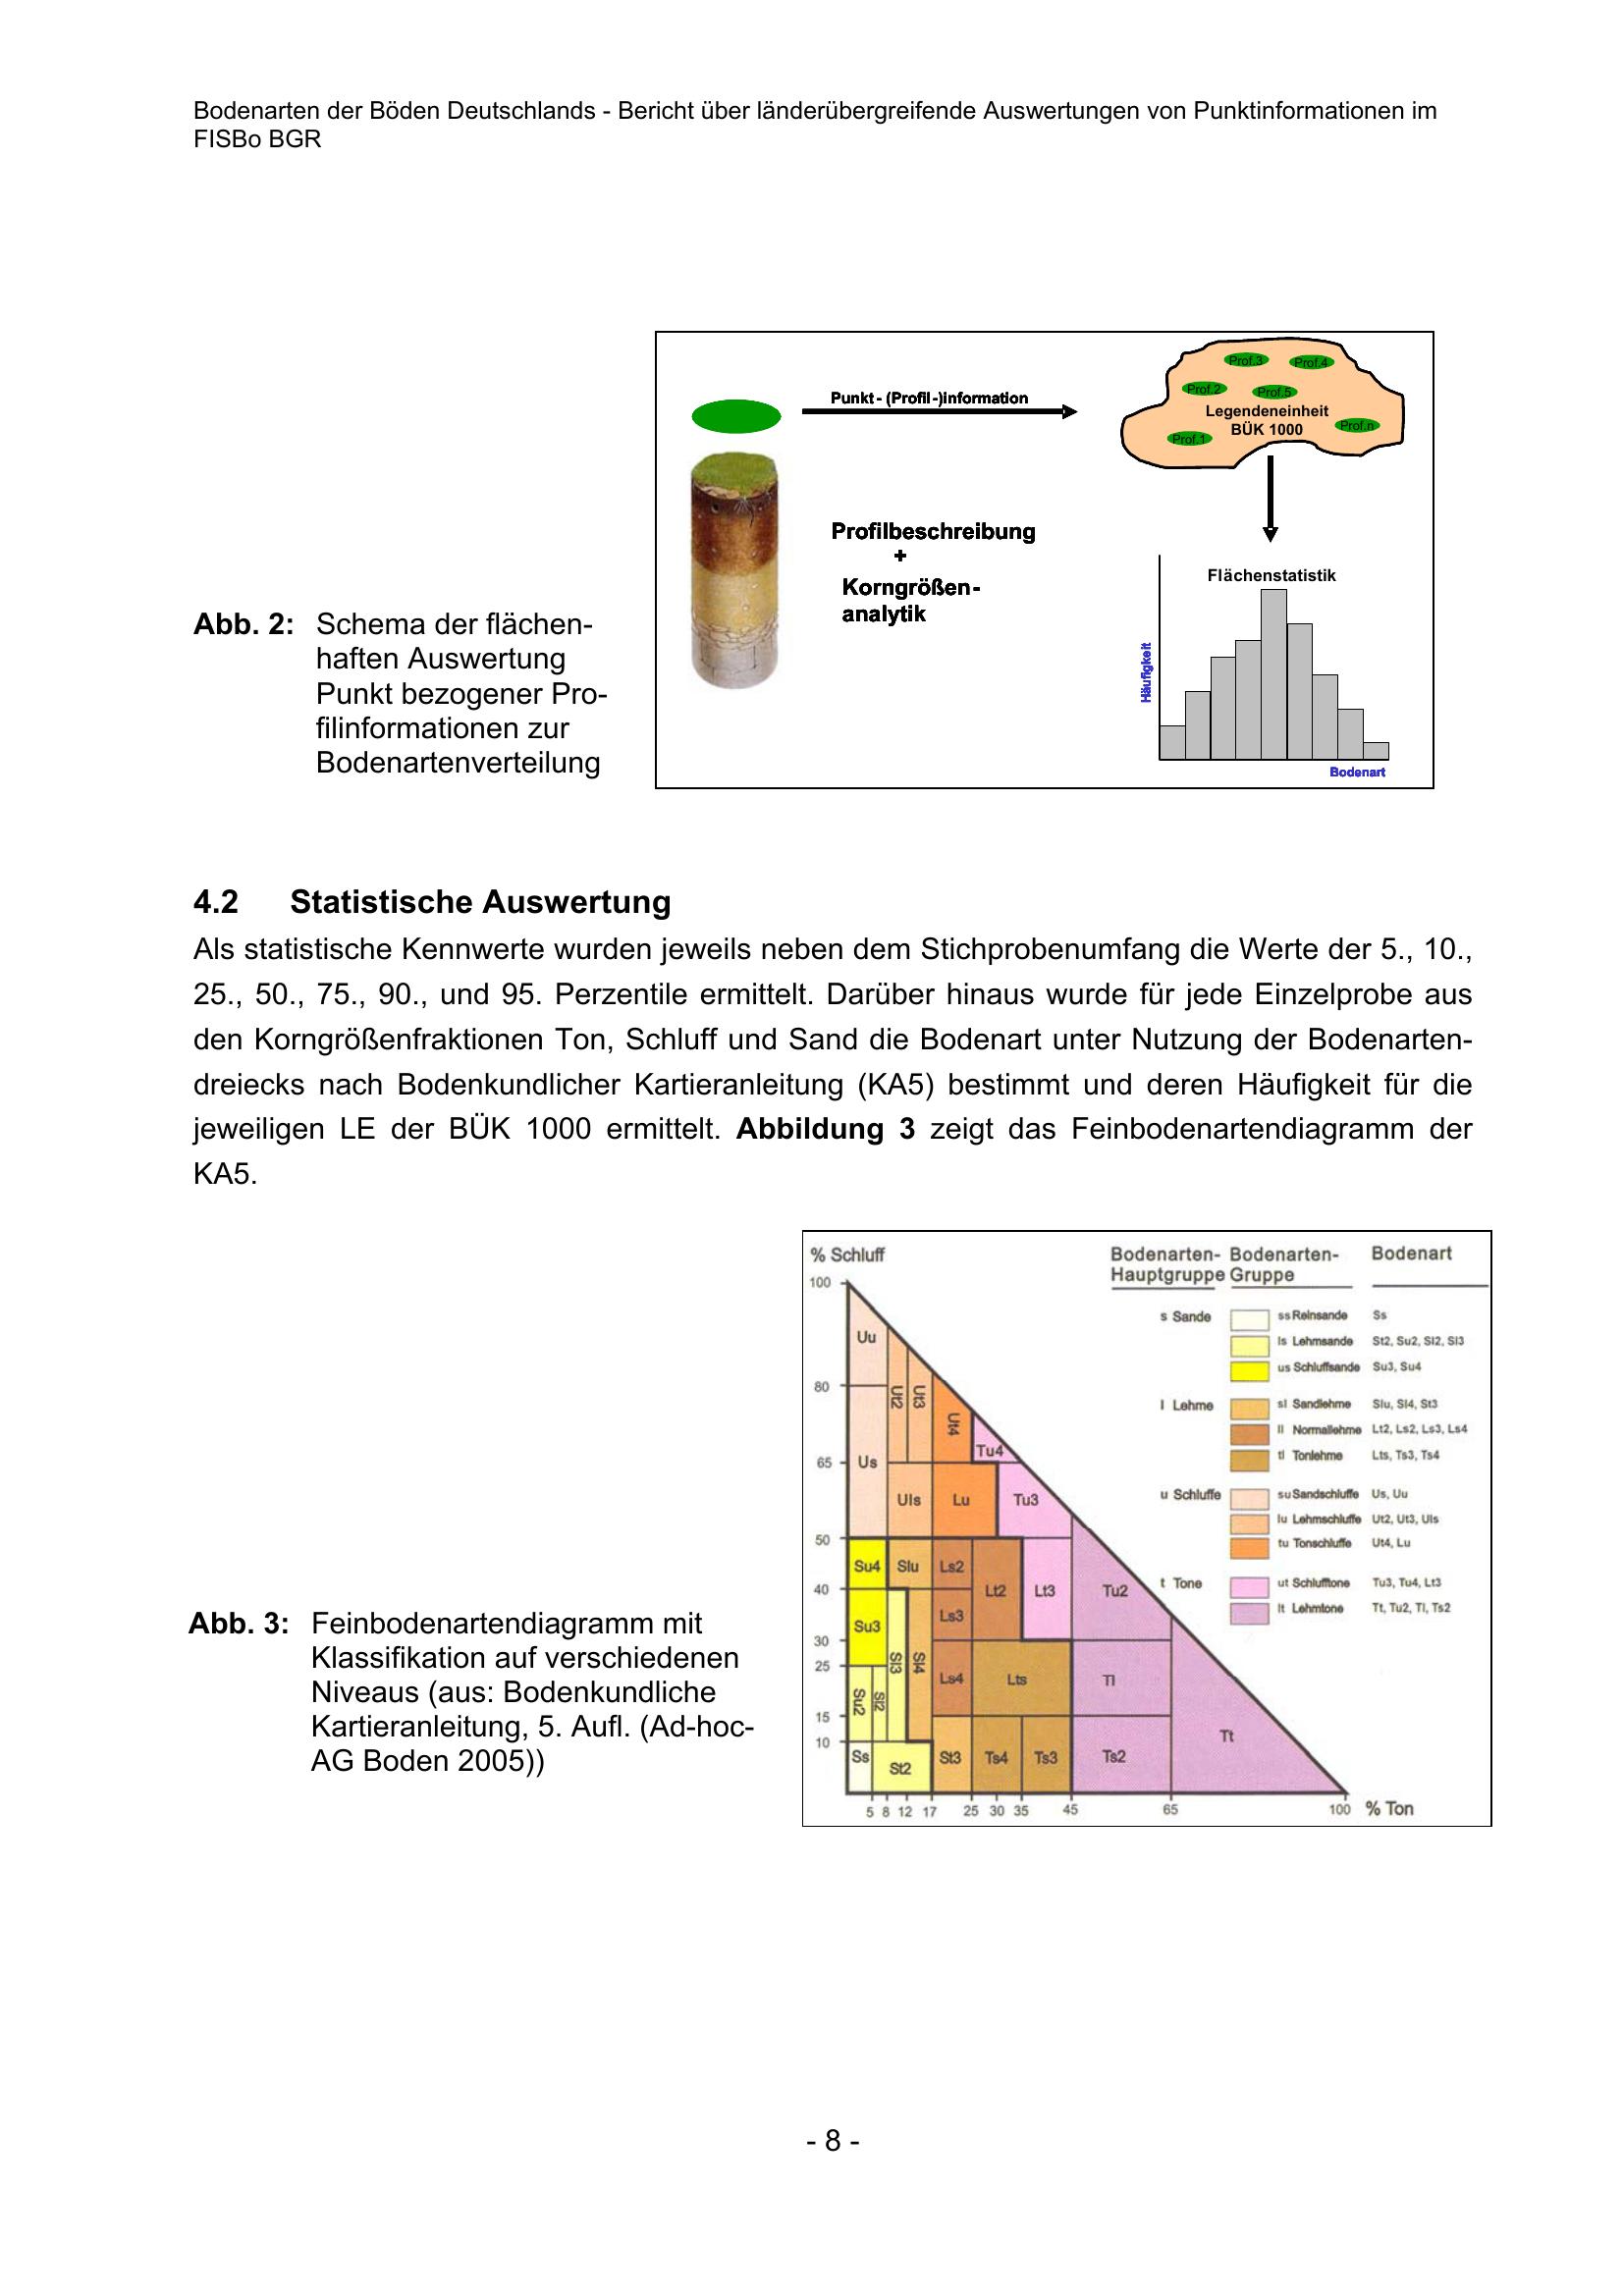 Bodenarten der Böden Deutschlands - Bericht über länderübergreifende Auswertungen von Punktinformationen im
FISBo BGR
Punkt - (Profil -)information
Prof.3
Prof.4
Prof.2
Prof.5
Legendeneinheit
BÜK 1000
Prof.1
Prof.n
Profilbeschreibung
+
Korngrößen-
analytik
Flächenstatistik
Häufigkeit
Bodenart
Abb. 2: Schema der flächen-
haften Auswertung
Punkt bezogener Pro-
filinformationen zur
Bodenartenverteilung
4.2 Statistische Auswertung
Als statistische Kennwerte wurden jeweils neben dem Stichprobenumfang die Werte der 5., 10.,
25., 50., 75., 90., und 95. Perzentile ermittelt. Darüber hinaus wurde für jede Einzelprobe aus
den Korngrößenfraktionen Ton, Schluff und Sand die Bodenart unter Nutzung der Bodenarten-
dreiecks nach Bodenkundlicher Kartieranleitung (KA5) bestimmt und deren Häufigkeit für die
jeweiligen LE der BÜK 1000 ermittelt. Abbildung 3 zeigt das Feinbodenartendiagramm der
KA5.
Abb. 3: Feinbodenartendiagramm mit
Klassifikation auf verschiedenen
Niveaus (aus: Bodenkundliche
Kartieranleitung, 5. Aufl. (Ad-hoc-
AG Boden 2005))
% Schluff
100
80
65
50
40
30
25
15
10
Uu
Ut2
Ut3
Ut4
Tu4
Us
Uls
Lu
Tu3
Su4
Slu
Ls2
Lt2
Lt3
Tu2
Su3
Ls3
Sl3
Sl4
Su2
Sl2
Ls4
Lts
Tl
Ss
St2
St3
Ts4
Ts3
Ts2
Tt
5 8 12 17 25 30 35 45 65 100 % Ton
Bodenarten- Bodenarten- Bodenart
Hauptgruppe Gruppe
s Sande ss Reinsande Ss
ls Lehmsande St2, Su2, Sl2, Sl3
us Schluffsande Su3, Su4
l Lehme sl Sandlehme Slu, Sl4, St3
ll Normallehme Lt2, Ls2, Ls3, Ls4
tl Tonlehme Lts, Ts3, Ts4
u Schluffe su Sandschluffe Us, Uu
lu Lehmschluffe Ut2, Ut3, Uls
tu Tonschluffe Ut4, Lu
t Tone ut Schlufftone Tu3, Tu4, Lt3
lt Lehmtone Tt, Tu2, Tl, Ts2
- 8 -